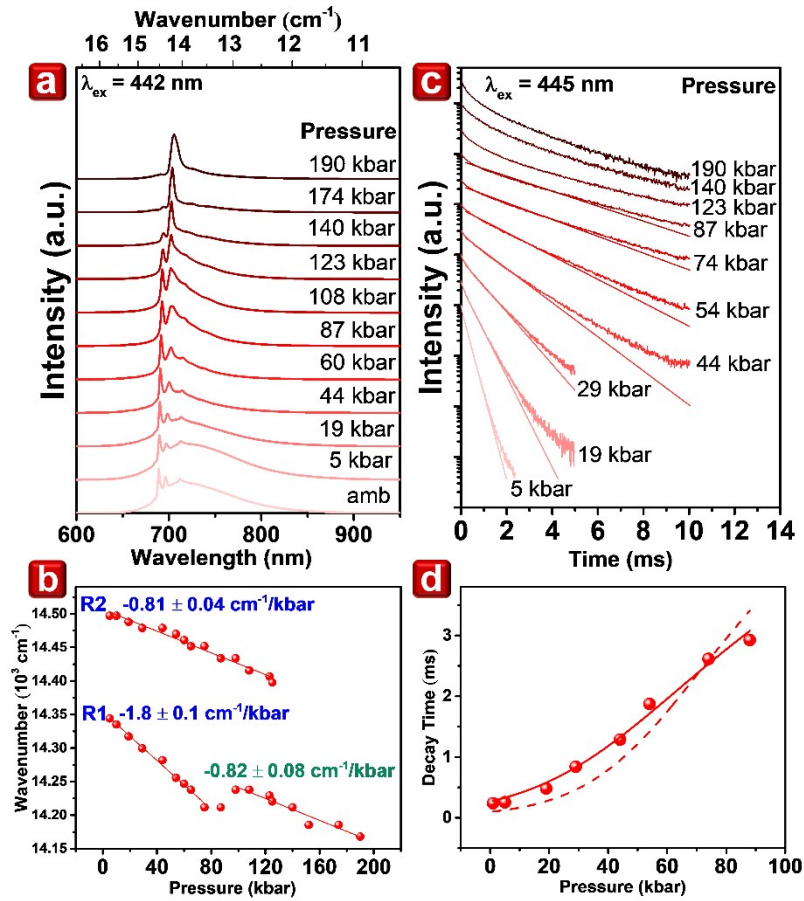 Wavenumber (cm⁻¹)
16 15 14 13 12 11
a
λex = 442 nm
Pressure
190 kbar
174 kbar
140 kbar
123 kbar
108 kbar
87 kbar
60 kbar
44 kbar
19 kbar
5 kbar
amb
Intensity (a.u.)
600 700 800 900
Wavelength (nm)
c
λex = 445 nm
Pressure
190 kbar
140 kbar
123 kbar
87 kbar
74 kbar
54 kbar
44 kbar
29 kbar
19 kbar
5 kbar
Intensity (a.u.)
0 2 4 6 8 10 12 14
Time (ms)
b
R2 -0.81 ± 0.04 cm⁻¹/kbar
R1 -1.8 ± 0.1 cm⁻¹/kbar
-0.82 ± 0.08 cm⁻¹/kbar
Wavenumber (10³ cm⁻¹)
14.50
14.45
14.40
14.35
14.30
14.25
14.20
14.15
0 40 80 120 160 200
Pressure (kbar)
d
Decay Time (ms)
3
2
1
0
0 20 40 60 80 100
Pressure (kbar)